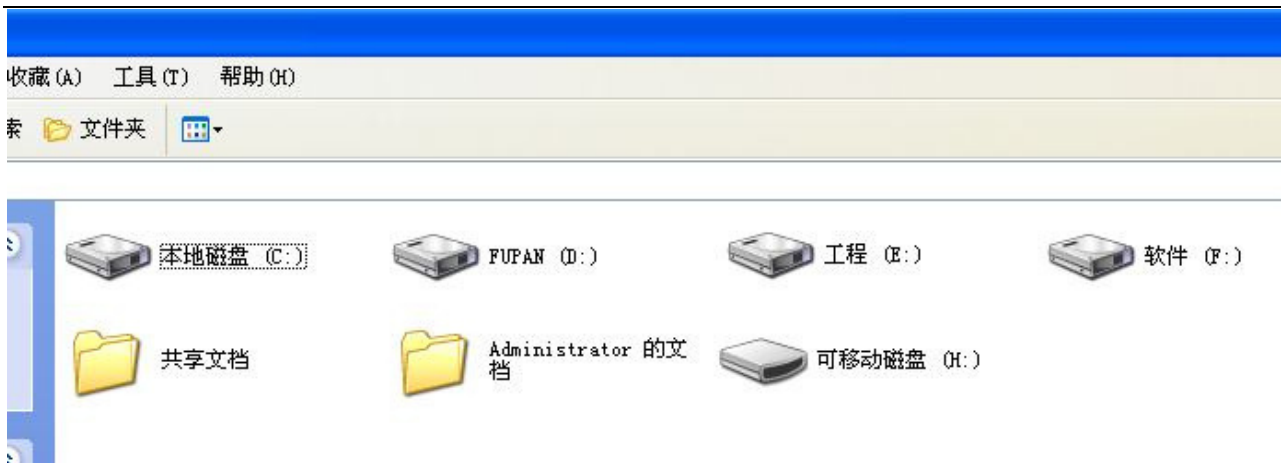 收藏(A) 工具(T) 帮助(H)
索 文件夹
本地磁盘 (C:) FUPAN (D:) 工程 (E:) 软件 (F:)
共享文档 Administrator 的文档 可移动磁盘 (H:)